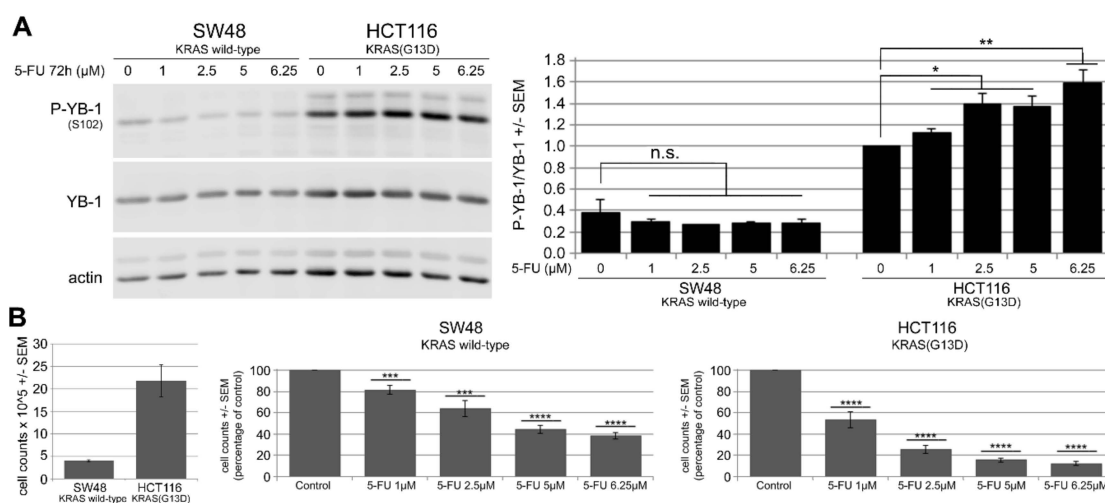 A
SW48
KRAS wild-type
HCT116
KRAS(G13D)
5-FU 72h (µM) 0 1 2.5 5 6.25 0 1 2.5 5 6.25
P-YB-1
(S102)
YB-1
actin
P-YB-1/YB-1 +/- SEM
1.8
1.6
1.4
1.2
1.0
0.8
0.6
0.4
0.2
0.0
n.s.
*
**
5-FU (µM) 0 1 2.5 5 6.25 0 1 2.5 5 6.25
SW48
KRAS wild-type
HCT116
KRAS(G13D)
B
cell counts x 10^5 +/- SEM
30
25
20
15
10
5
0
SW48
KRAS wild-type
HCT116
KRAS(G13D)
SW48
KRAS wild-type
cell counts +/- SEM
(percentage of control)
100
80
60
40
20
0
*** *** **** ****
Control 5-FU 1µM 5-FU 2.5µM 5-FU 5µM 5-FU 6.25µM
HCT116
KRAS(G13D)
cell counts +/- SEM
(percentage of control)
100
80
60
40
20
0
**** **** **** ****
Control 5-FU 1µM 5-FU 2.5µM 5-FU 5µM 5-FU 6.25µM